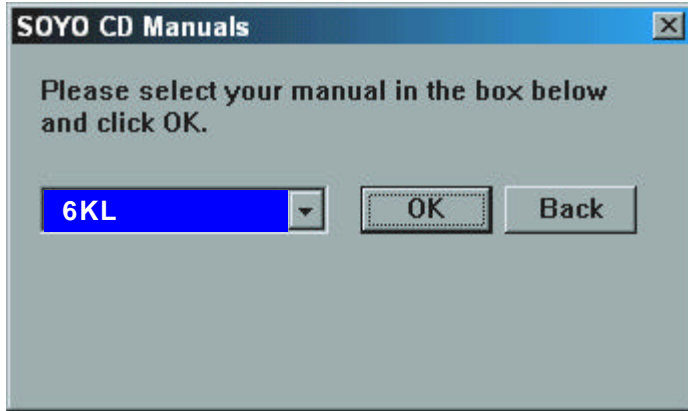 SOYO CD Manuals
Please select your manual in the box below
and click OK.
6KL
OK
Back